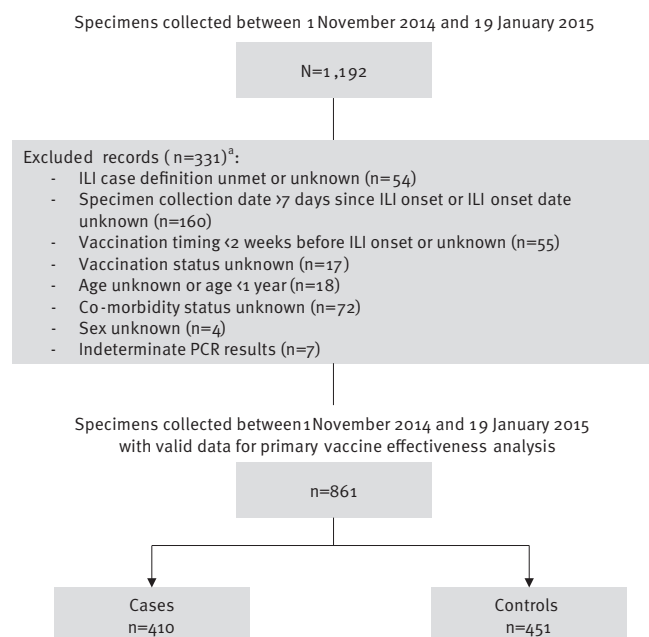 Specimens collected between 1 November 2014 and 19 January 2015
N=1,192
Excluded records (n=331)a:
- ILI case definition unmet or unknown (n=54)
- Specimen collection date >7 days since ILI onset or ILI onset date
unknown (n=160)
- Vaccination timing <2 weeks before ILI onset or unknown (n=55)
- Vaccination status unknown (n=17)
- Age unknown or age <1 year (n=18)
- Co-morbidity status unknown (n=72)
- Sex unknown (n=4)
- Indeterminate PCR results (n=7)
Specimens collected between 1 November 2014 and 19 January 2015
with valid data for primary vaccine effectiveness analysis
n=861
Cases
n=410
Controls
n=451